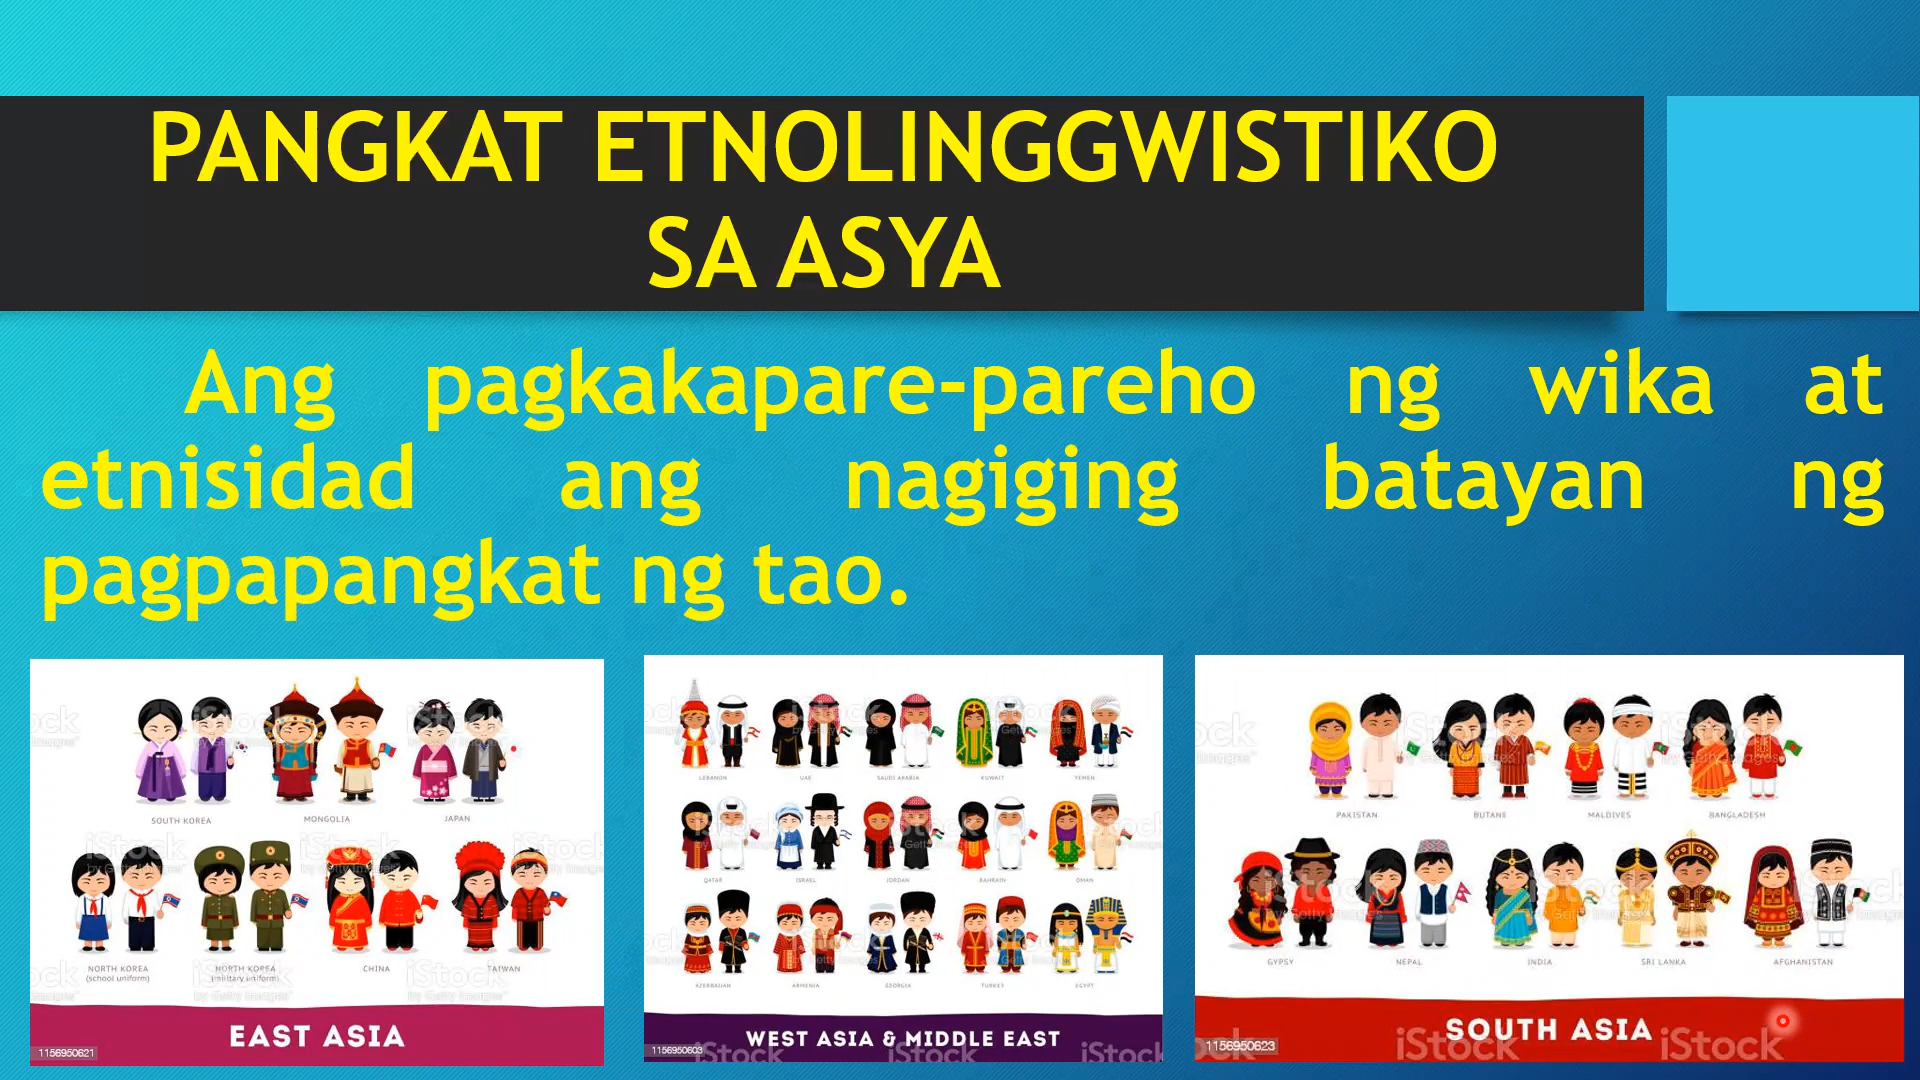 PANGKAT ETNOLINGGWISTIKO
SA ASYA
Ang pagkakapare-pareho ng wika at
etnisidad ang nagiging batayan ng
pagpapangkat ng tao.
SOUTH KOREA
MONGOLIA
JAPAN
NORTH KOREA
(school uniform)
NORTH KOREA
(military uniform)
CHINA
TAIWAN
EAST ASIA
1156950621
LEBANON
UAE
SAUDI ARABIA
KUWAIT
YEMEN
QATAR
ISRAEL
JORDAN
BAHRAIN
OMAN
AZERBAIJAN
ARMENIA
GEORGIA
TURKEY
EGYPT
WEST ASIA & MIDDLE EAST
1156950603
PAKISTAN
BUTANE
MALDIVES
BANGLADESH
GYPSY
NEPAL
INDIA
SRI LANKA
AFGHANISTAN
SOUTH ASIA
1156950623
iStock
iStock